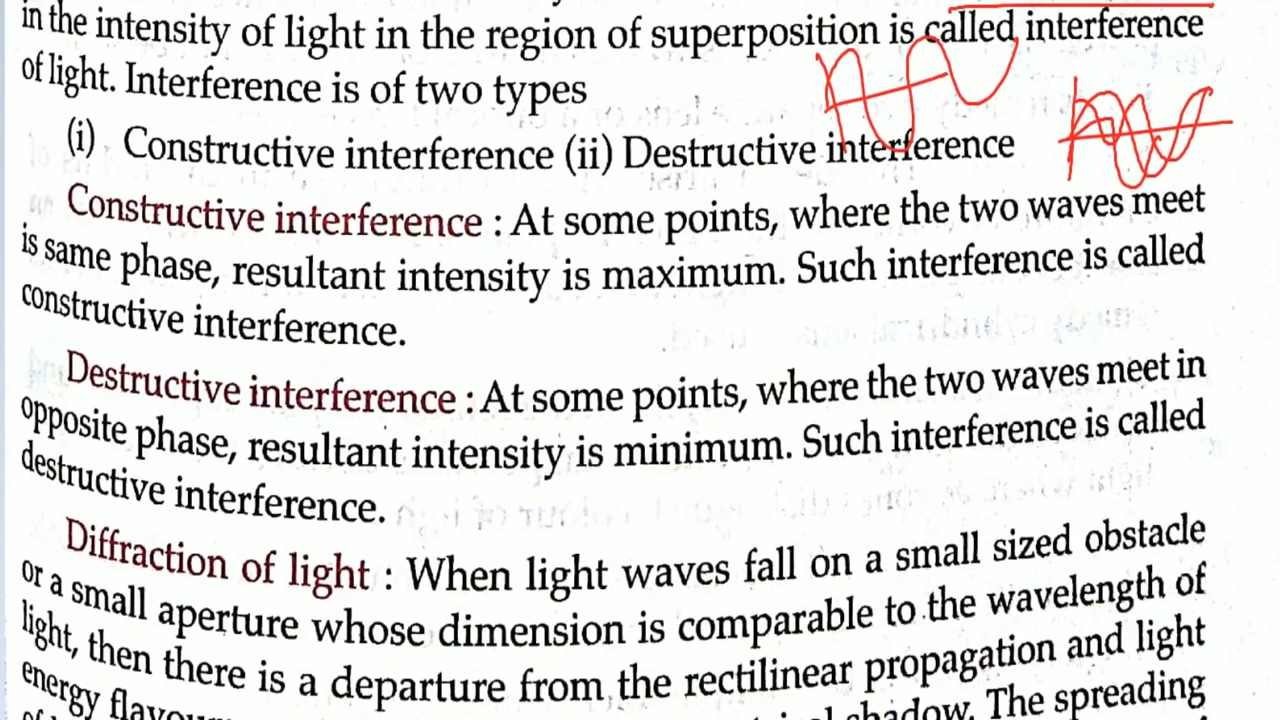 in the intensity of light in the region of superposition is called interference
of light. Interference is of two types
(i) Constructive interference (ii) Destructive interference
Constructive interference : At some points, where the two waves meet
is same phase, resultant intensity is maximum. Such interference is called
constructive interference.
Destructive interference : At some points, where the two waves meet in
opposite phase, resultant intensity is minimum. Such interference is called
destructive interference.
Diffraction of light : When light waves fall on a small sized obstacle
or a small aperture whose dimension is comparable to the wavelength of
light, then there is a departure from the rectilinear propagation and light
energy shadow. The spreading